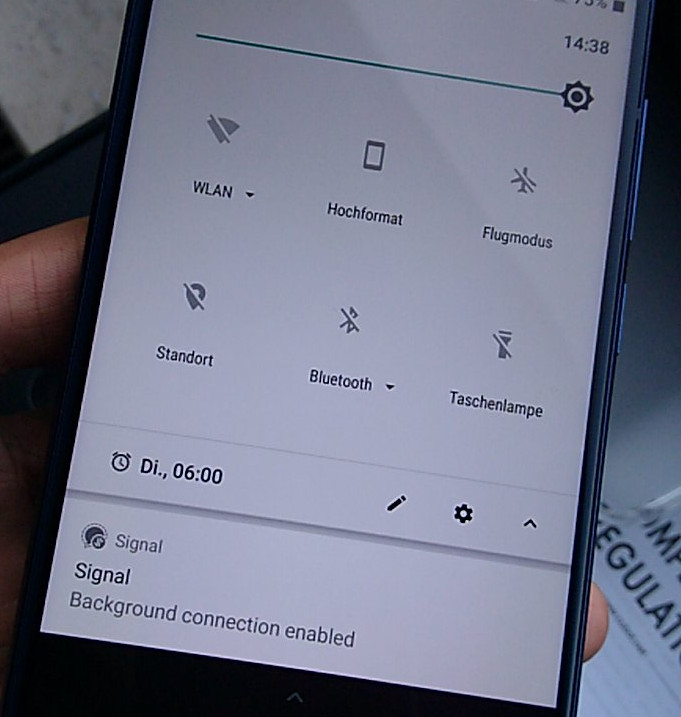 14:38
WLAN
Hochformat
Flugmodus
Standort
Bluetooth
Taschenlampe
Di., 06:00
Signal
Signal
Background connection enabled